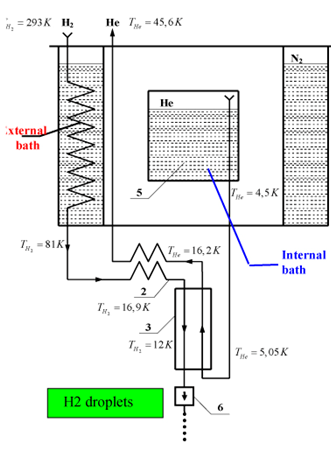 H₂ = 293K H₂ He T_He = 45,6K
N₂
He
External
bath
5
T_He = 4,5K
T_H₂ = 81K
T_He = 16,2K
Internal
bath
2
T_H₂ = 16,9K
3
T_H₂ = 12K
T_He = 5,05K
H2 droplets
6